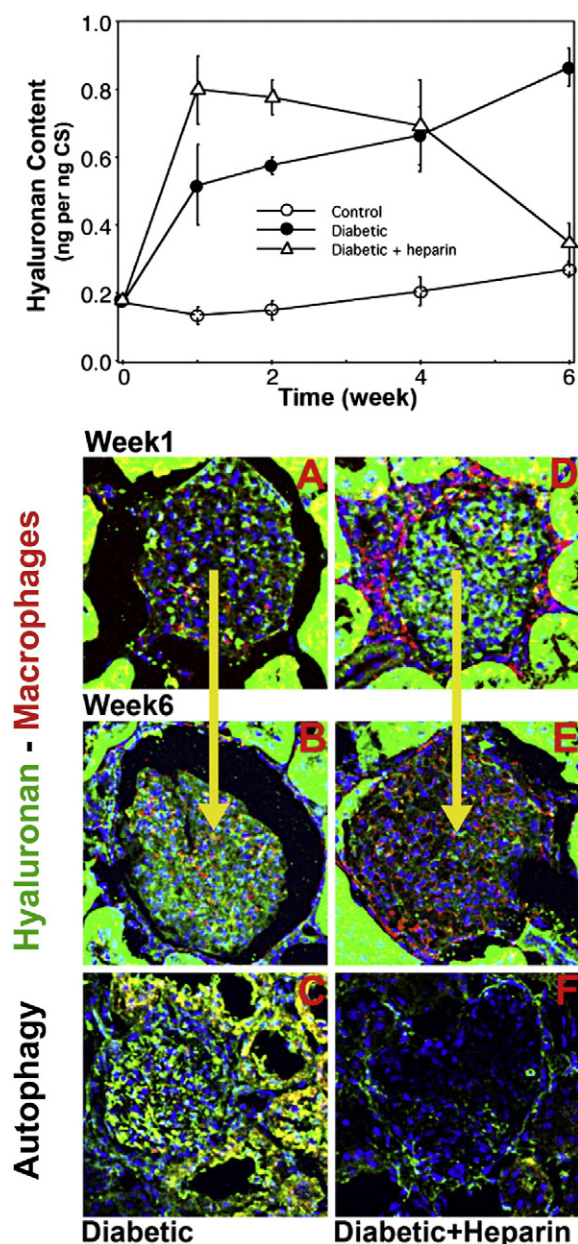 Hyaluronan Content
(ng per ng CS)
1.0
0.8
0.6
0.4
0.2
0.0
Control
Diabetic
Diabetic + heparin
0 2 4 6
Time (week)
Week1
A D
Week6
B E
Hyaluronan - Macrophages
C F
Autophagy
Diabetic Diabetic+Heparin